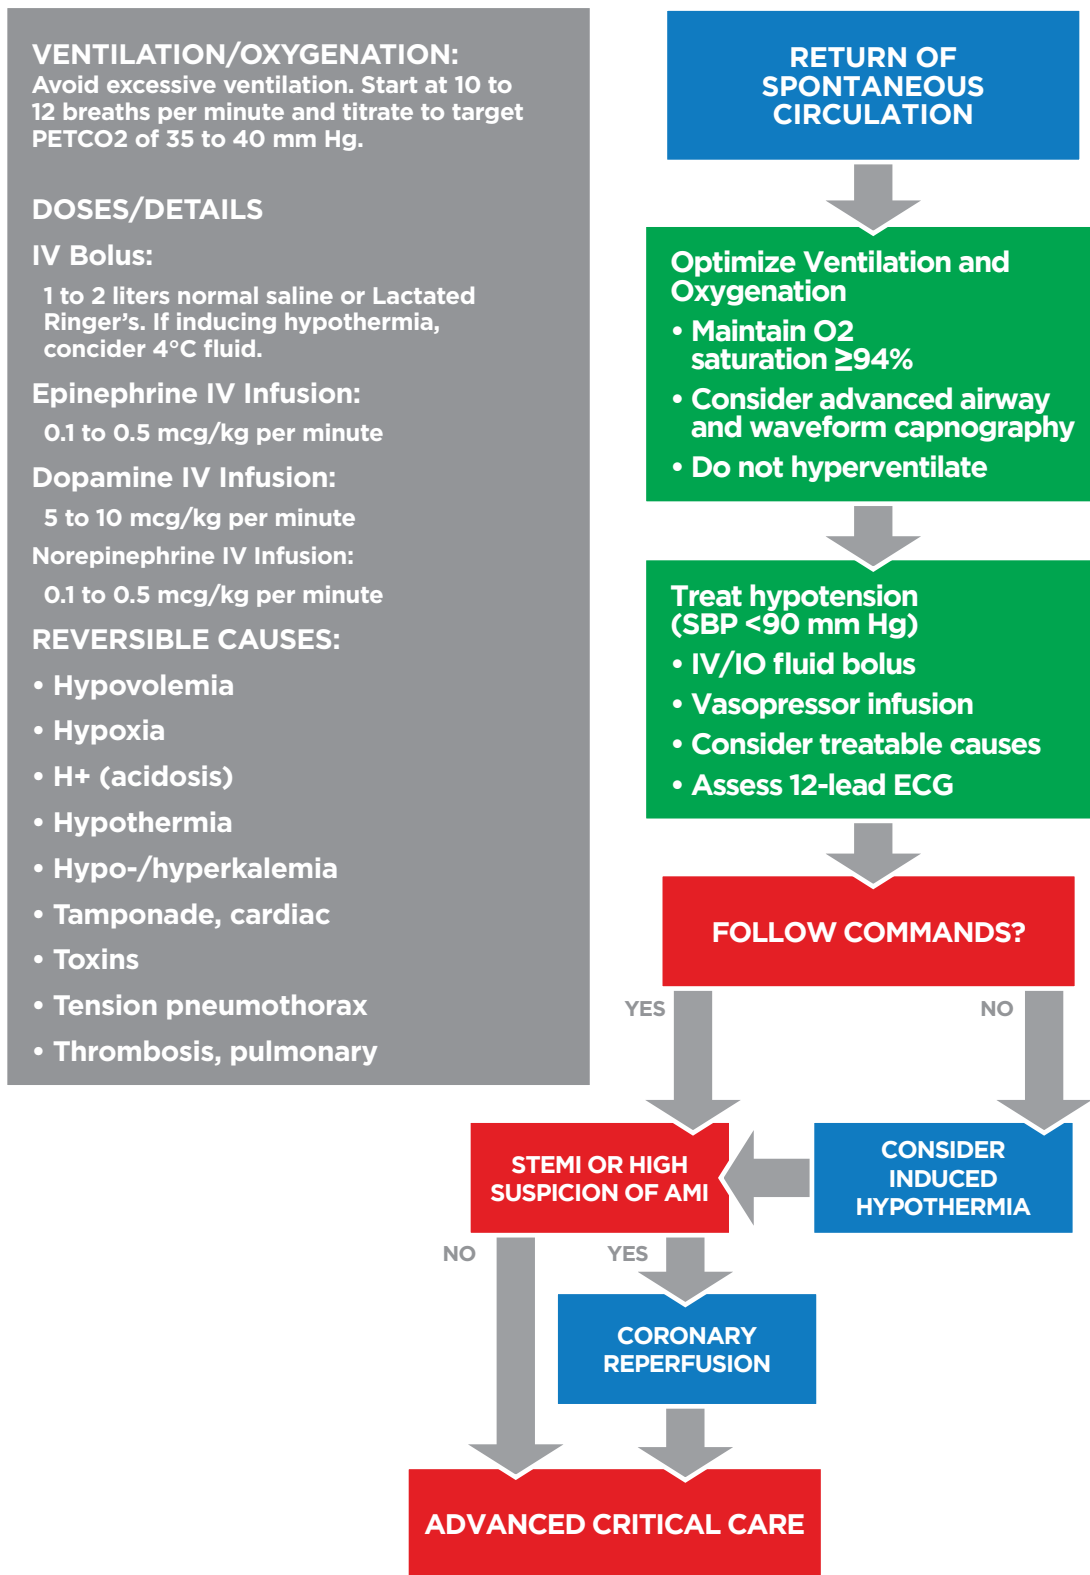 VENTILATION/OXYGENATION:
Avoid excessive ventilation. Start at 10 to
12 breaths per minute and titrate to target
PETCO2 of 35 to 40 mm Hg.
DOSES/DETAILS
IV Bolus:
1 to 2 liters normal saline or Lactated
Ringer's. If inducing hypothermia,
concider 4°C fluid.
Epinephrine IV Infusion:
0.1 to 0.5 mcg/kg per minute
Dopamine IV Infusion:
5 to 10 mcg/kg per minute
Norepinephrine IV Infusion:
0.1 to 0.5 mcg/kg per minute
REVERSIBLE CAUSES:
• Hypovolemia
• Hypoxia
• H+ (acidosis)
• Hypothermia
• Hypo-/hyperkalemia
• Tamponade, cardiac
• Toxins
• Tension pneumothorax
• Thrombosis, pulmonary
RETURN OF
SPONTANEOUS
CIRCULATION
Optimize Ventilation and
Oxygenation
• Maintain O2
saturation ≥94%
• Consider advanced airway
and waveform capnography
• Do not hyperventilate
Treat hypotension
(SBP <90 mm Hg)
• IV/IO fluid bolus
• Vasopressor infusion
• Consider treatable causes
• Assess 12-lead ECG
FOLLOW COMMANDS?
YES
NO
STEMI OR HIGH
SUSPICION OF AMI
CONSIDER
INDUCED
HYPOTHERMIA
NO
YES
CORONARY
REPERFUSION
ADVANCED CRITICAL CARE